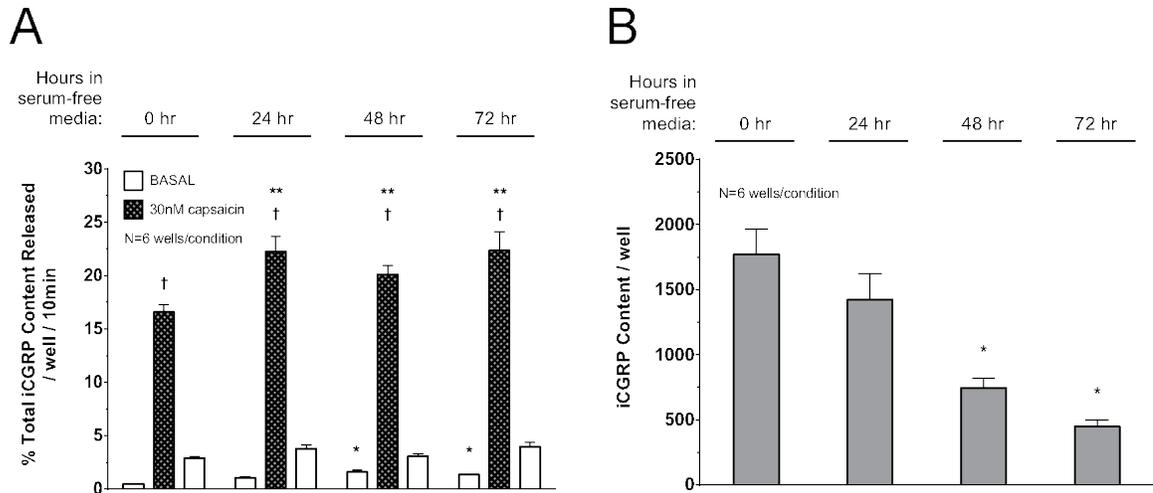 A
Hours in
serum-free
media:
0 hr
24 hr
48 hr
72 hr
% Total iCGRP Content Released
/ well / 10min
30
25
20
15
10
5
0
BASAL
30nM capsaicin
N=6 wells/condition
†
**
†
**
†
**
†
*
*
B
Hours in
serum-free
media:
0 hr
24 hr
48 hr
72 hr
iCGRP Content / well
2500
2000
1500
1000
500
0
N=6 wells/condition
*
*